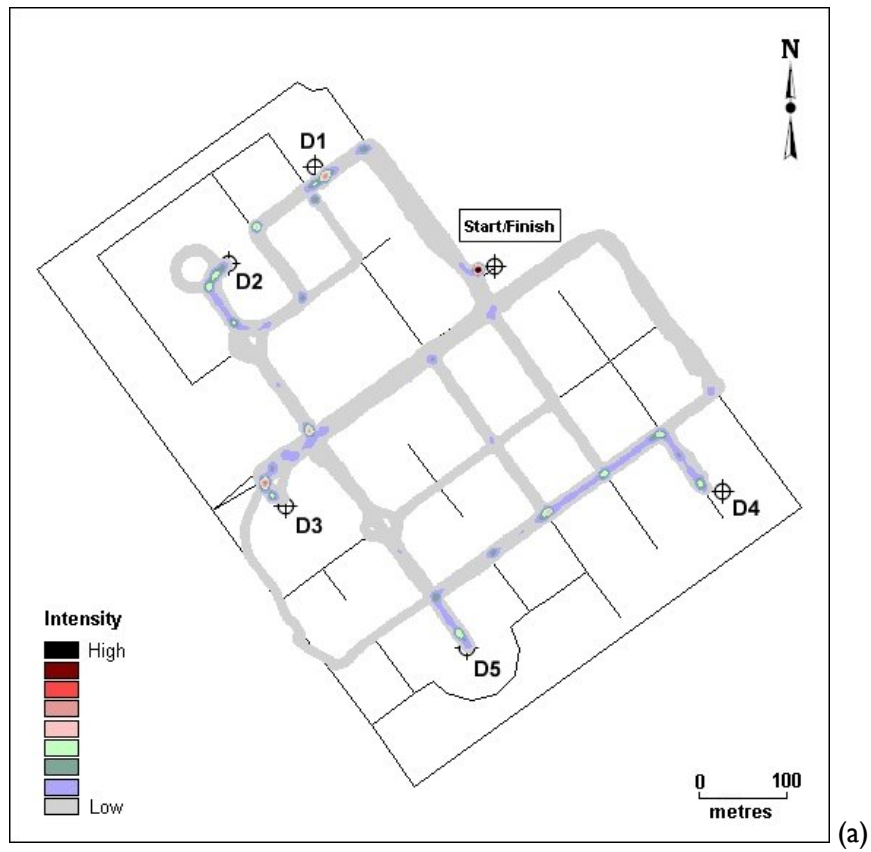 N
D1
Start/Finish
D2
D4
D3
Intensity
High
D5
0 100
Low
metres
(a)